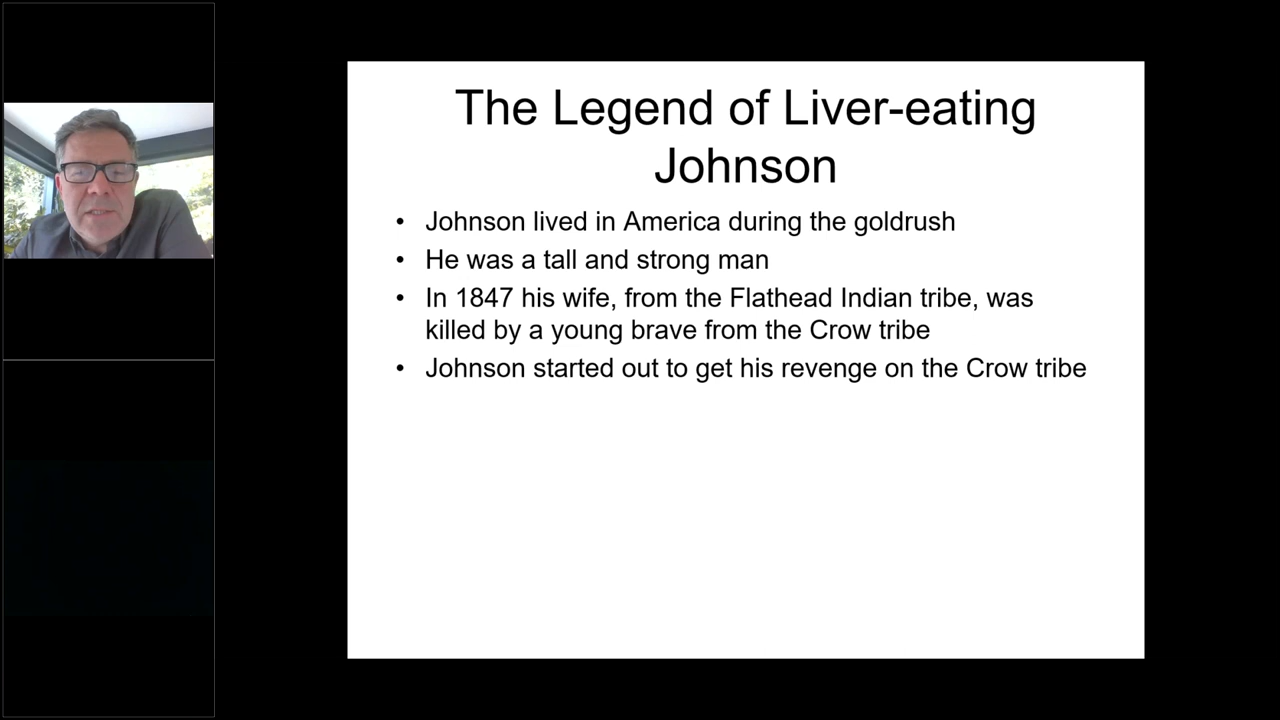 The Legend of Liver-eating
Johnson
• Johnson lived in America during the goldrush
• He was a tall and strong man
• In 1847 his wife, from the Flathead Indian tribe, was
killed by a young brave from the Crow tribe
• Johnson started out to get his revenge on the Crow tribe